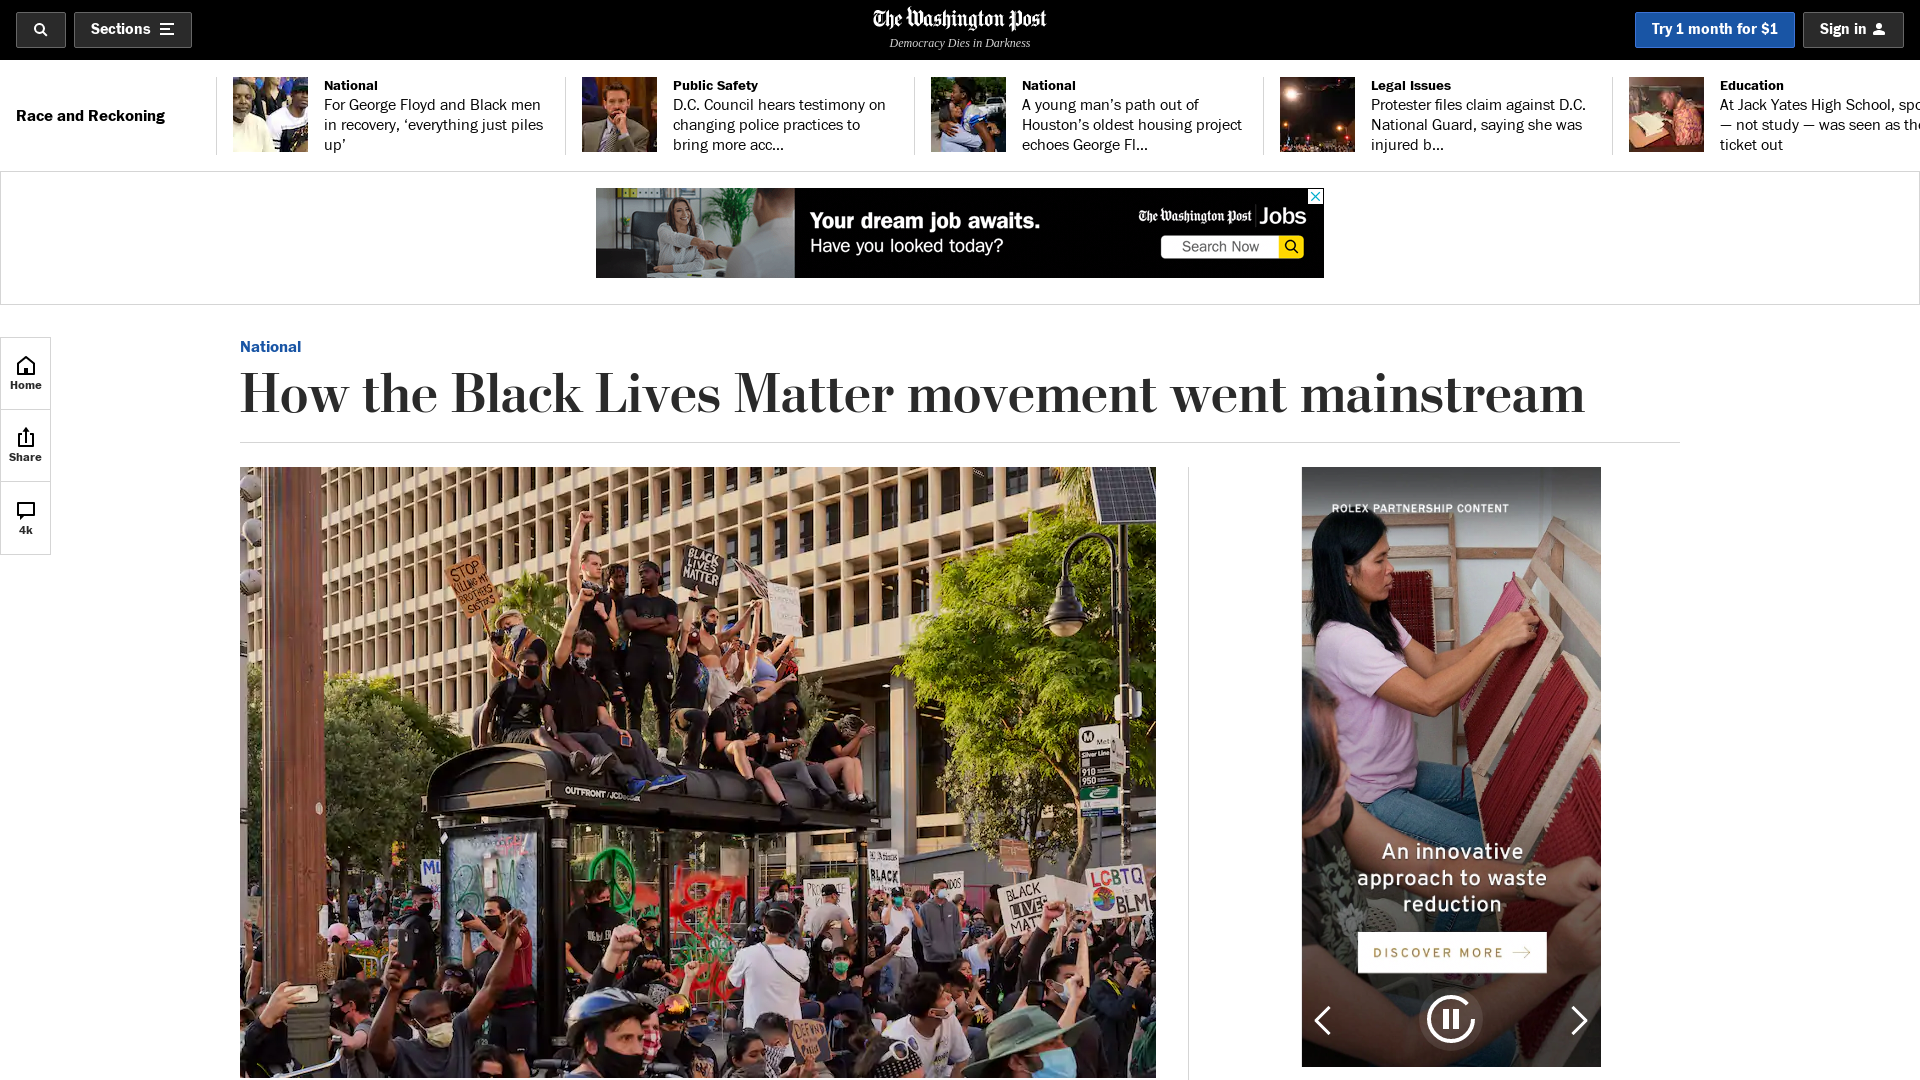 Sections
The Washington Post
Democracy Dies in Darkness
Try 1 month for $1
Sign in
Race and Reckoning
National
For George Floyd and Black men
in recovery, ‘everything just piles
up’
Public Safety
D.C. Council hears testimony on
changing police practices to
bring more acc...
National
A young man’s path out of
Houston’s oldest housing project
echoes George Fl...
Legal Issues
Protester files claim against D.C.
National Guard, saying she was
injured b...
Education
At Jack Yates High School, spo
— not study — was seen as the
ticket out
Your dream job awaits.
Have you looked today?
The Washington Post Jobs
Search Now
Home
Share
4k
National
How the Black Lives Matter movement went mainstream
STOP
KILLING MY
BROTHERS
SISTERS
BLACK
LIVES
MATTER
OUTFRONT /JCDecaux
M Metro
Silver Line
910
950
BLACK
BLACK
LIVES
LGBTQ
BLM
DEFUND
ROLEX PARTNERSHIP CONTENT
An innovative
approach to waste
reduction
DISCOVER MORE